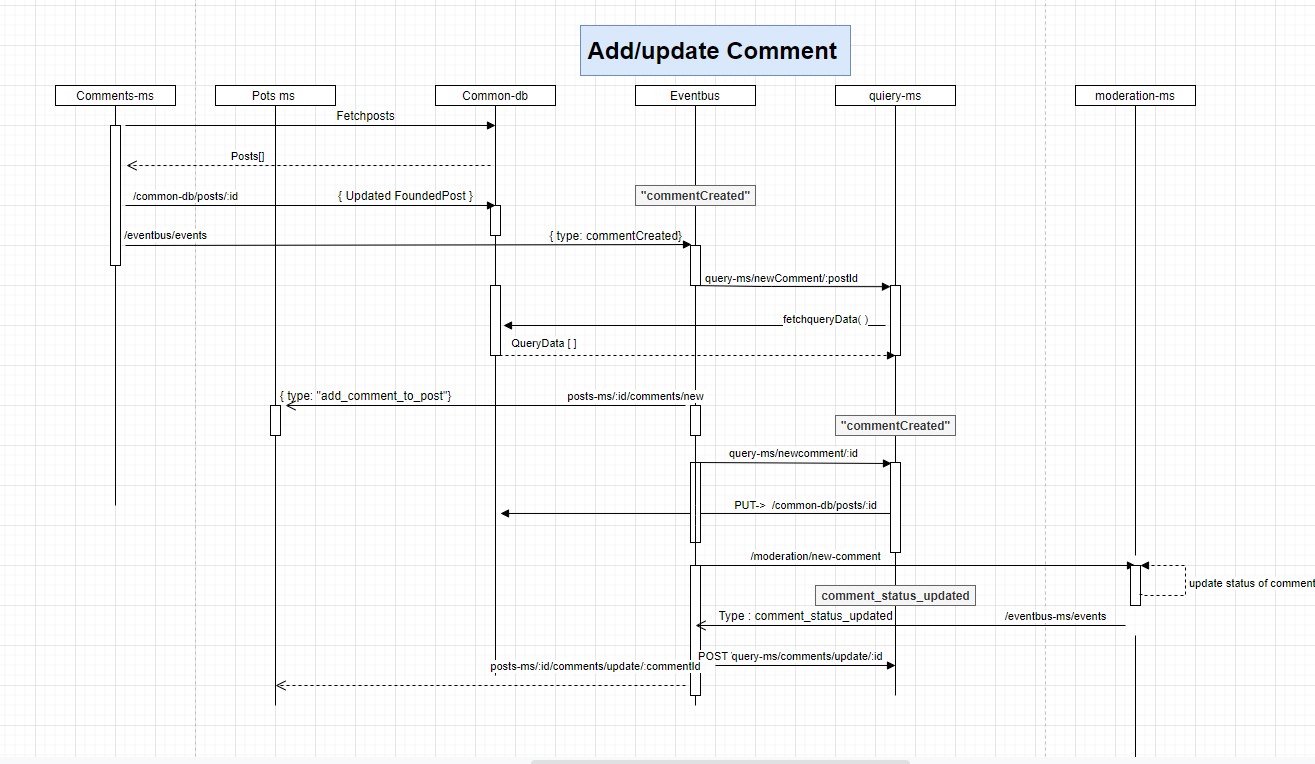 Add/update Comment
Comments-ms
Pots ms
Common-db
Eventbus
quiery-ms
moderation-ms
Fetchposts
Posts[]
/common-db/posts/:id
{ Updated FoundedPost }
"commentCreated"
/eventbus/events
{ type: commentCreated}
query-ms/newComment/:postId
fetchqueryData( )
QueryData [ ]
{ type: "add_comment_to_post"}
posts-ms/:id/comments/new
"commentCreated"
query-ms/newcomment/:id
PUT-> /common-db/posts/:id
/moderation/new-comment
update status of comment
comment_status_updated
Type : comment_status_updated
/eventbus-ms/events
POST 'query-ms/comments/update/:id
posts-ms/:id/comments/update/:commentId